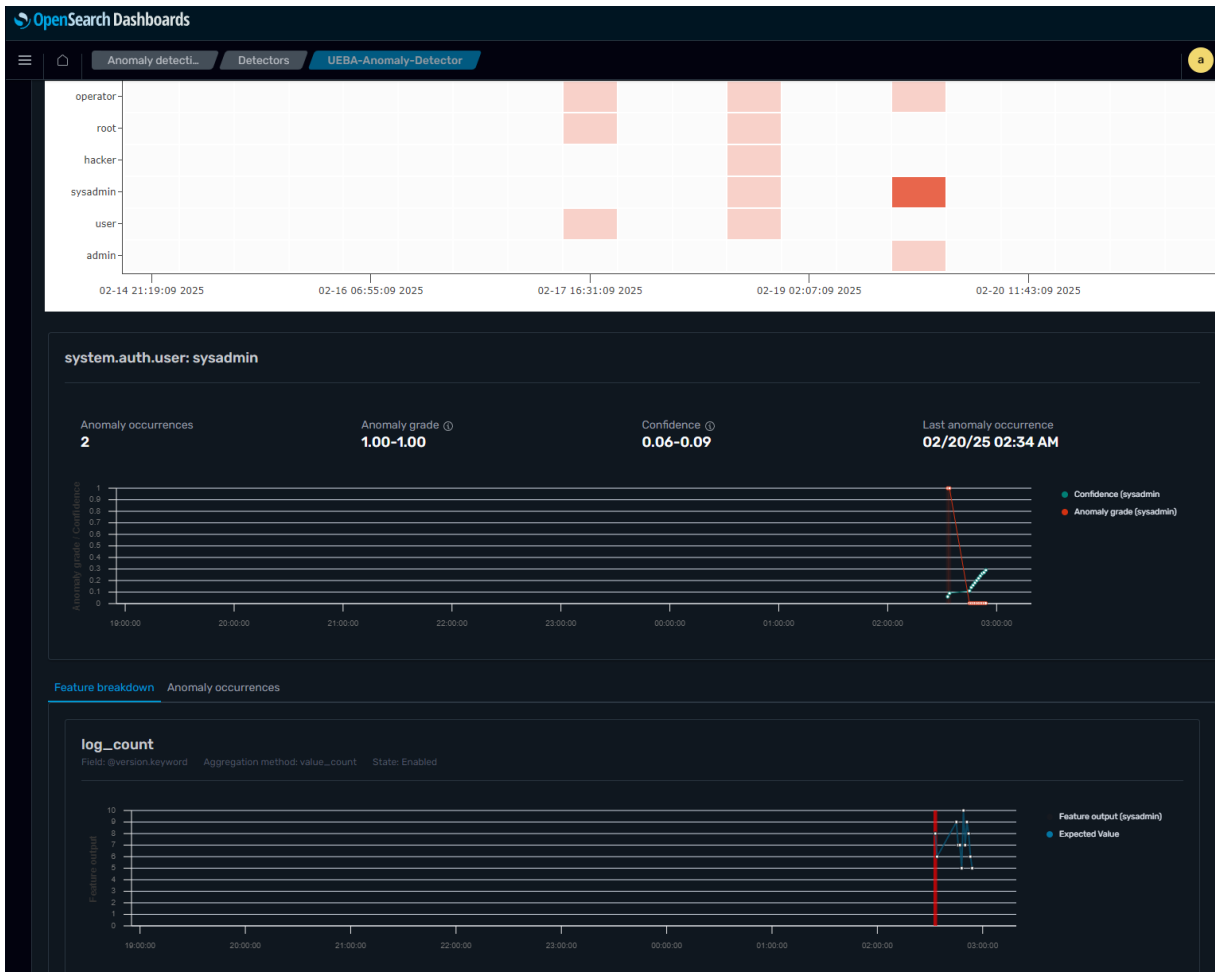 OpenSearch Dashboards
Anomaly detecti... Detectors UEBA-Anomaly-Detector a
operator
root
hacker
sysadmin
user
admin
02-14 21:19:09 2025 02-16 06:55:09 2025 02-17 16:31:09 2025 02-19 02:07:09 2025 02-20 11:43:09 2025
system.auth.user: sysadmin
Anomaly occurrences Anomaly grade Confidence Last anomaly occurrence
2 1.00-1.00 0.06-0.09 02/20/25 02:34 AM
Anomaly grade / Confidence
1
0.9
0.8
0.7
0.6
0.5
0.4
0.3
0.2
0.1
0
19:00:00 20:00:00 21:00:00 22:00:00 23:00:00 00:00:00 01:00:00 02:00:00 03:00:00
Confidence (sysadmin
Anomaly grade (sysadmin)
Feature breakdown Anomaly occurrences
log_count
Field: @version.keyword Aggregation method: value_count State: Enabled
Feature output
10
9
8
7
6
5
4
3
2
1
0
19:00:00 20:00:00 21:00:00 22:00:00 23:00:00 00:00:00 01:00:00 02:00:00 03:00:00
Feature output (sysadmin)
Expected Value